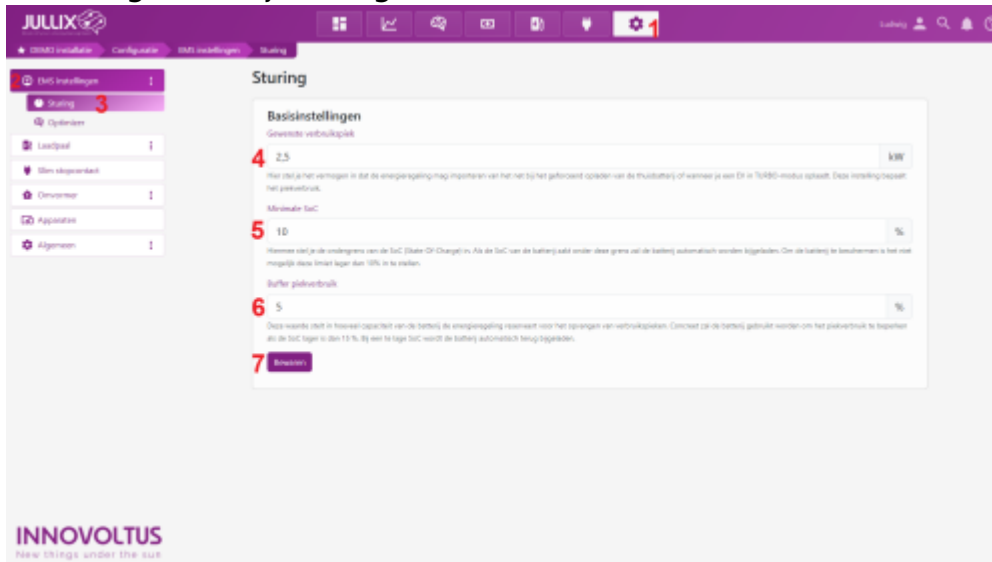 JULLIX
1
Ludwig
DEMO installatie
Configuratie
EMS instellingen
Sturing
2
EMS instellingen
Sturing
3
Optimizer
Laadpaal
Slim stopcontact
Omvormer
Apparaten
Algemeen
Sturing
Basisinstellingen
Gewenste verbruikspiek
4
2,5
kW
Hier stel je het vermogen in dat de energieregeling mag importeren van het net bij het geforceerd opladen van de thuisbatterij of wanneer je een EV in TURBO-modus oplaadt. Deze instelling bepaalt
het piekverbruik.
Minimale SoC
5
10
%
Hiermee stel je de ondergrens van de SoC (State Of Charge) in. Als de SoC van de batterij zakt onder deze grens zal de batterij automatisch worden bijgeladen. Om de batterij te beschermen is het niet
mogelijk deze limiet lager dan 10% in te stellen.
Buffer piekverbruik
6
5
%
Deze waarde stelt in hoeveel capaciteit van de batterij de energieregeling reserveert voor het opvangen van verbruikspieken. Concreet zal de batterij gebruikt worden om het piekverbruik te beperken
als de SoC lager is dan 15 %. Bij een te lage SoC wordt de batterij automatisch terug bijgeladen.
7
Bewaren
INNOVOLTUS
New things under the sun